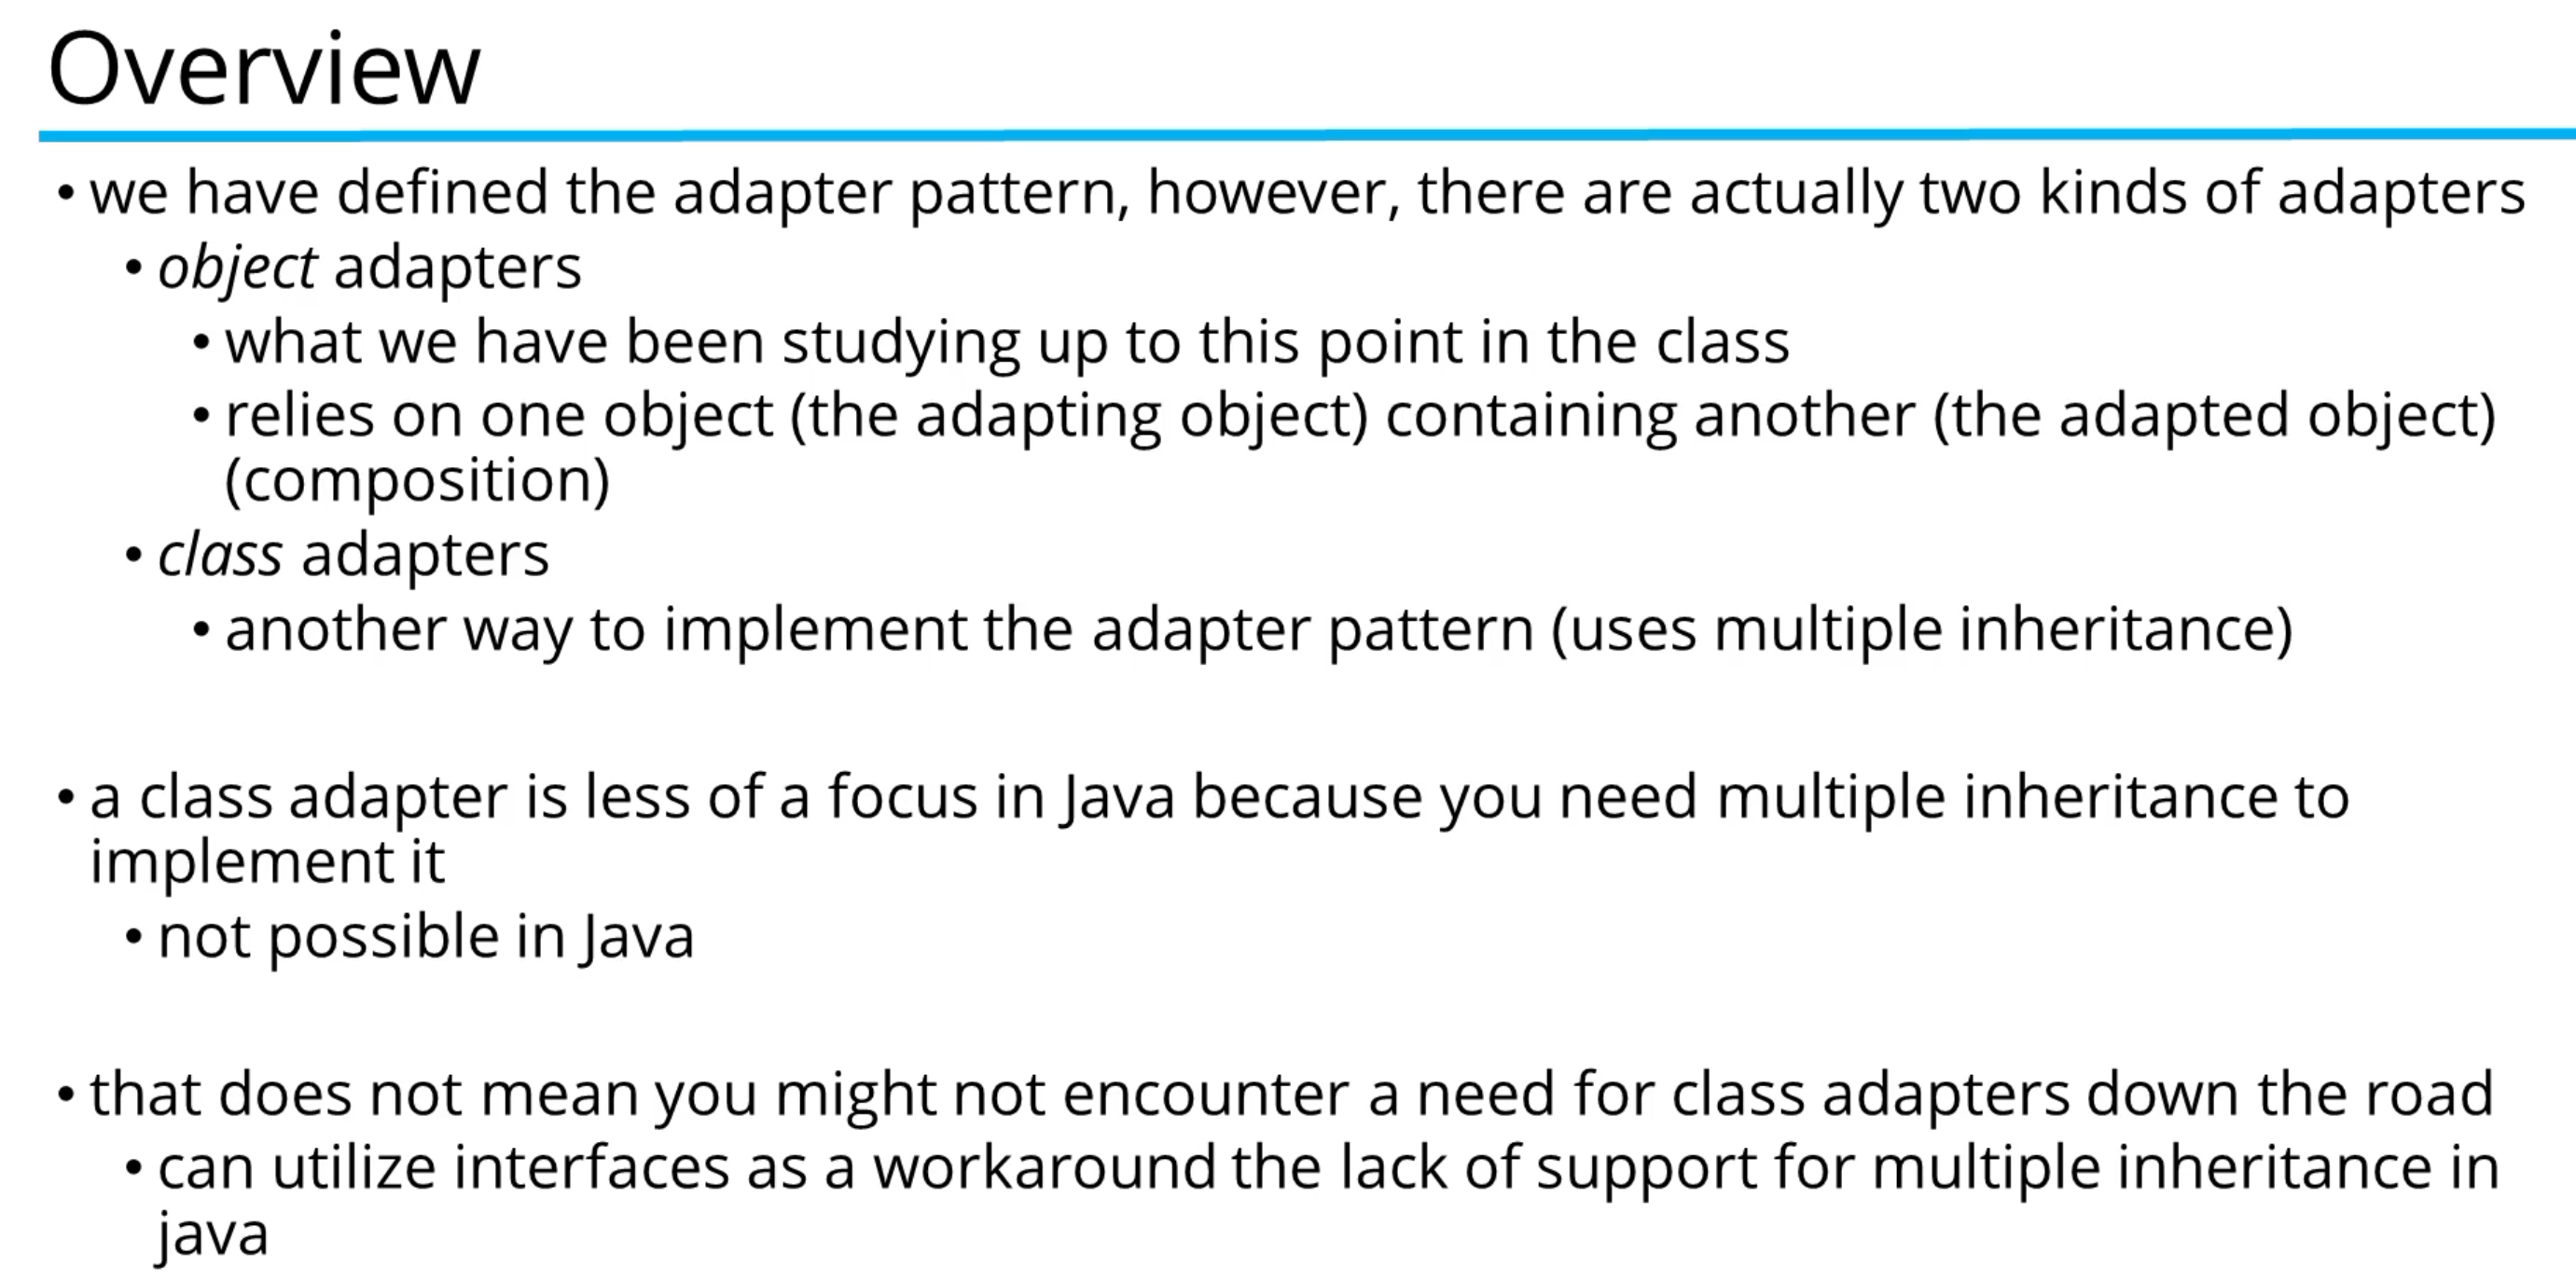 Overview
• we have defined the adapter pattern, however, there are actually two kinds of adapters
• object adapters
• what we have been studying up to this point in the class
• relies on one object (the adapting object) containing another (the adapted object)
(composition)
• class adapters
• another way to implement the adapter pattern (uses multiple inheritance)
• a class adapter is less of a focus in Java because you need multiple inheritance to
implement it
• not possible in Java
• that does not mean you might not encounter a need for class adapters down the road
• can utilize interfaces as a workaround the lack of support for multiple inheritance in
java